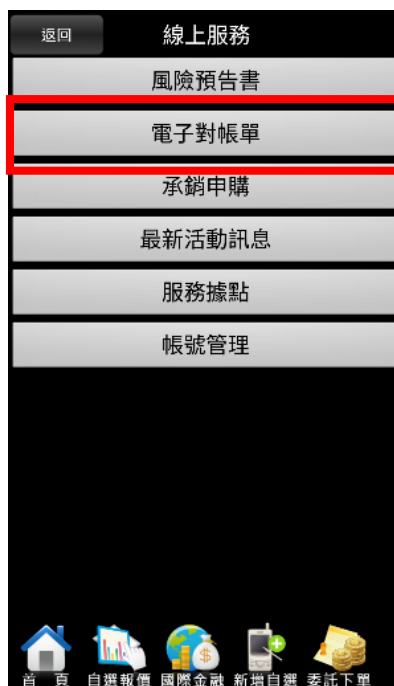 返回 線上服務
風險預告書
電子對帳單
承銷申購
最新活動訊息
服務據點
帳號管理
首 頁 自選報價 國際金融 新增自選 委託下單